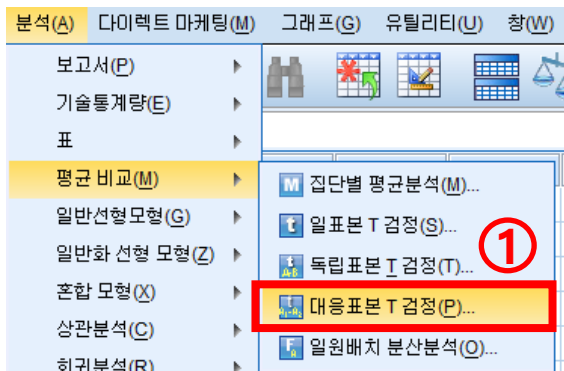 분석(A) 다이렉트 마케팅(M) 그래프(G) 유틸리티(U) 창(W)
보고서(P)
기술통계량(E)
표
평균 비교(M)
일반선형모형(G)
일반화 선형 모형(Z)
혼합 모형(X)
상관분석(C)
회귀분석(R)
M 집단별 평균분석(M)...
t 일표본 T 검정(S)...
독립표본 T 검정(T)...
①
대응표본 T 검정(P)...
일원배치 분산분석(O)...